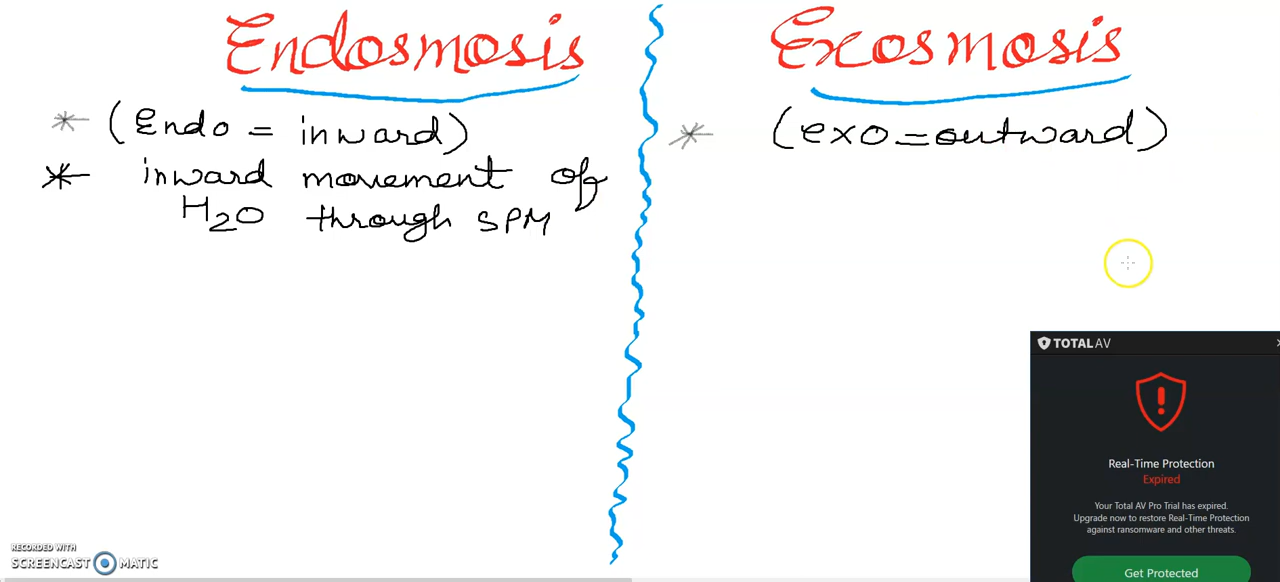 Endosmosis
* (Endo = inward)
* inward movement of
H2O through SPM
Exosmosis
* (exo = outward)
TOTAL AV
Real-Time Protection
Expired
Your Total AV Pro Trial has expired.
Upgrade now to restore Real-Time Protection
against ransomware and other threats.
Get Protected
RECORDED WITH
SCREENCAST MATIC